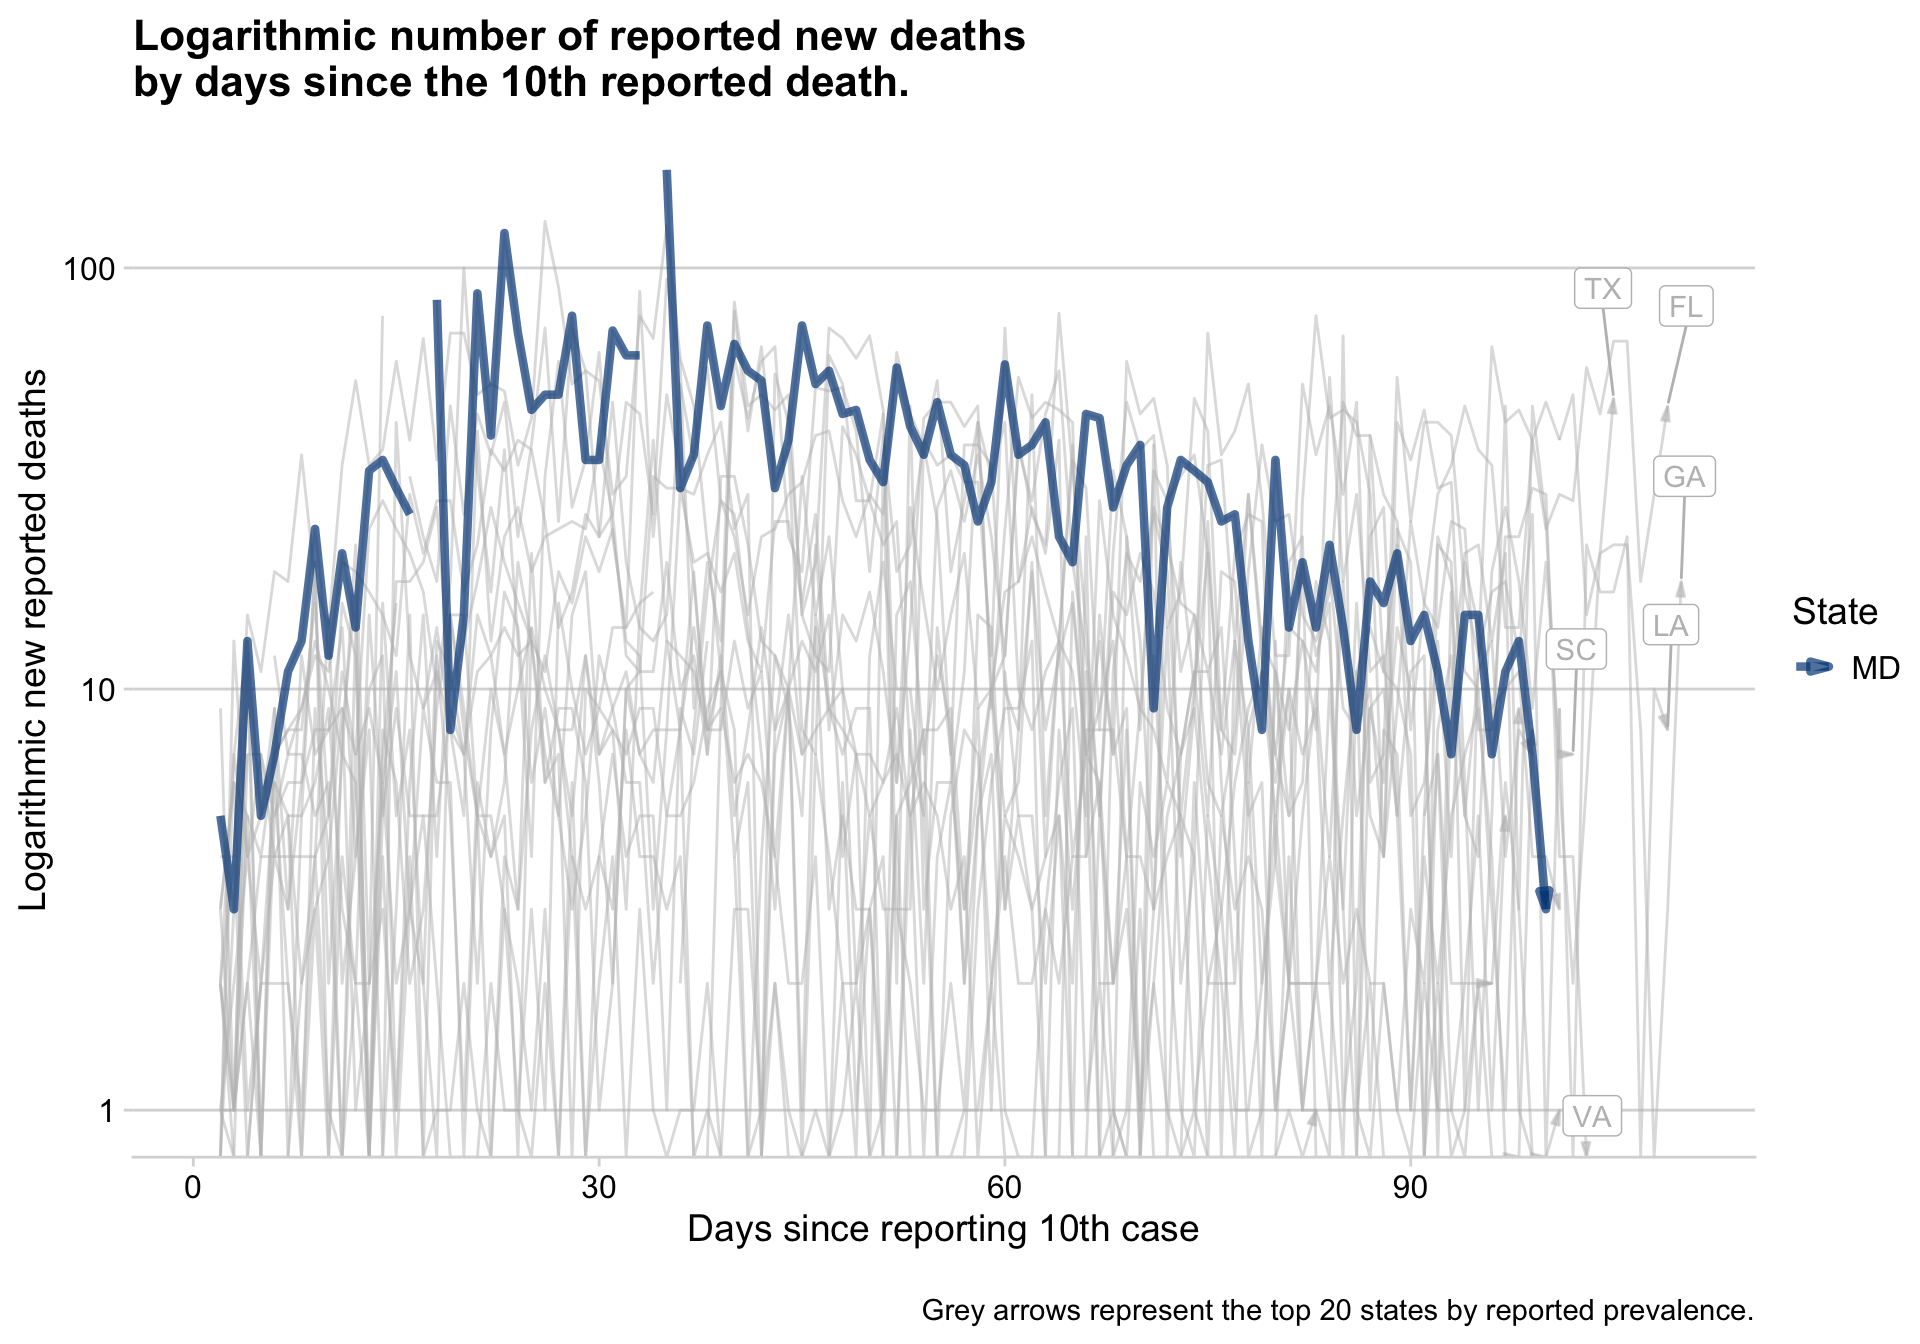 Logarithmic number of reported new deaths
by days since the 10th reported death.
Logarithmic new reported deaths
100
10
1
TX
FL
GA
LA
SC
VA
State
MD
0
30
60
90
Days since reporting 10th case
Grey arrows represent the top 20 states by reported prevalence.